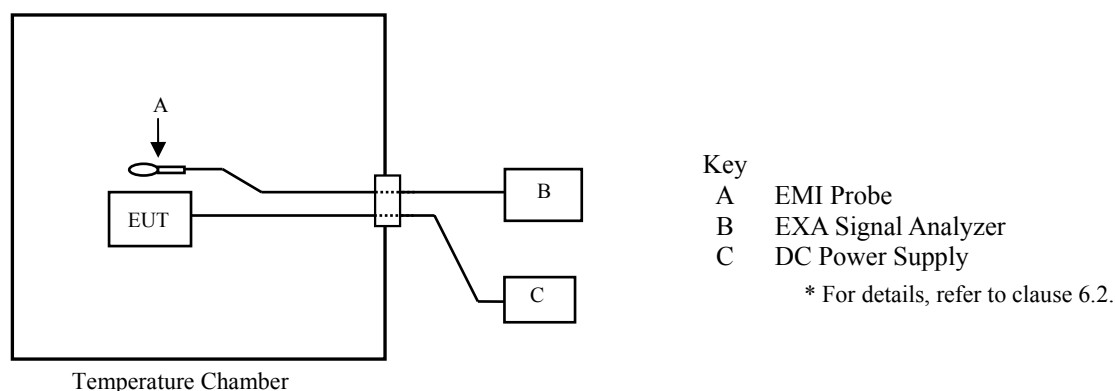 A
EUT
B
C
Temperature Chamber
Key
A EMI Probe
B EXA Signal Analyzer
C DC Power Supply
* For details, refer to clause 6.2.